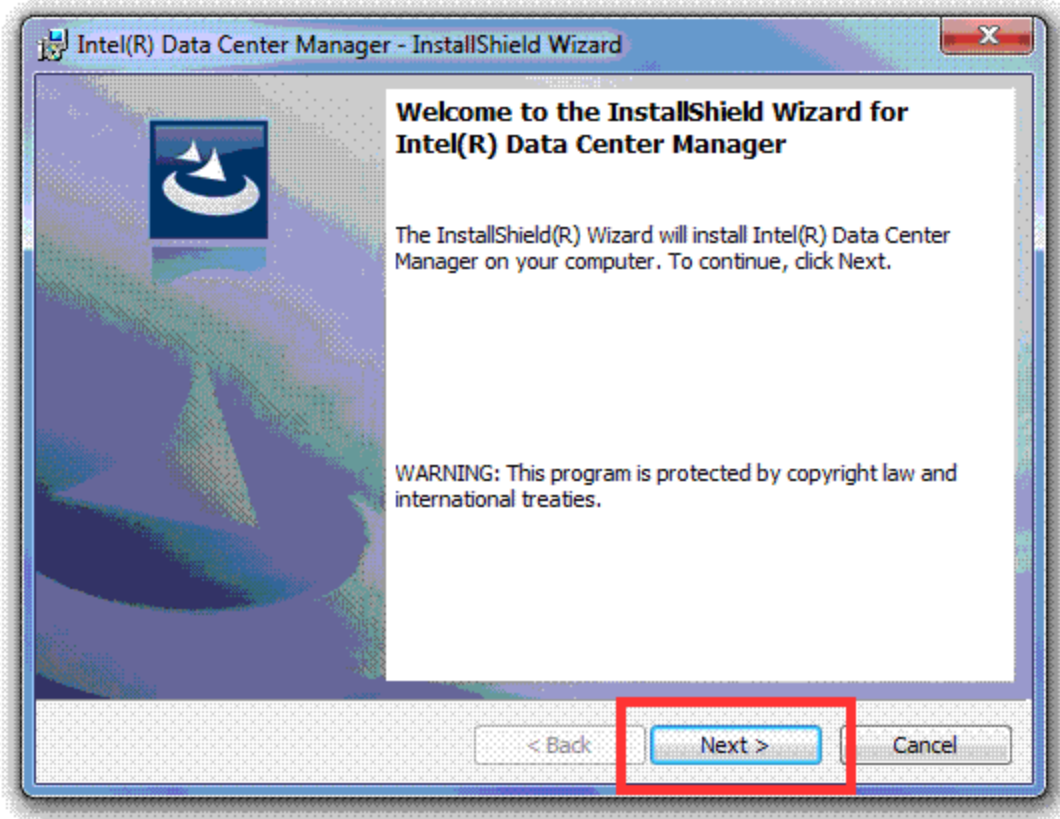 Intel(R) Data Center Manager - InstallShield Wizard
Welcome to the InstallShield Wizard for
Intel(R) Data Center Manager
The InstallShield(R) Wizard will install Intel(R) Data Center
Manager on your computer. To continue, click Next.
WARNING: This program is protected by copyright law and
international treaties.
< Back Next > Cancel